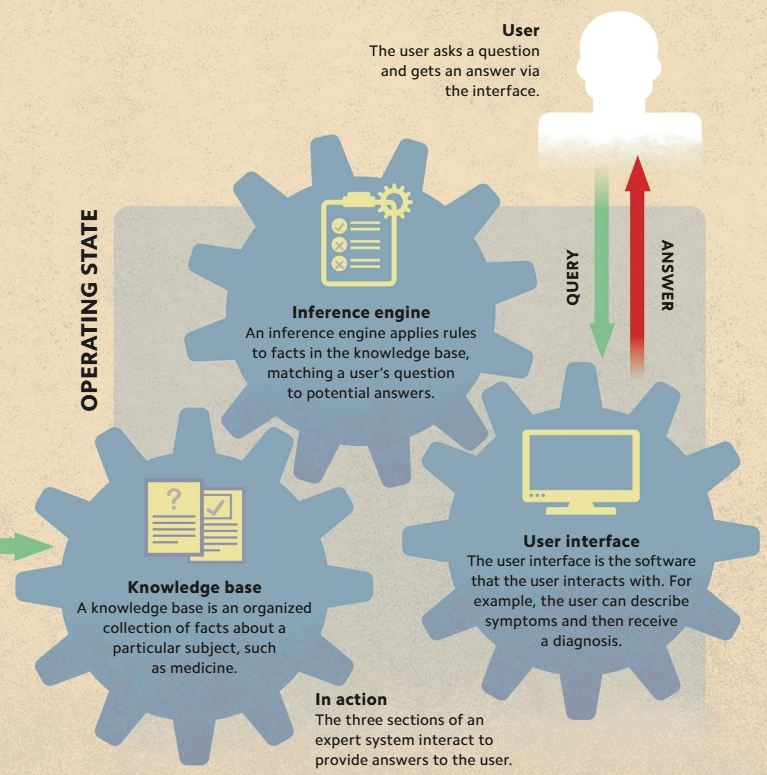 User
The user asks a question
and gets an answer via
the interface.
OPERATING STATE
QUERY
ANSWER
Inference engine
An inference engine applies rules
to facts in the knowledge base,
matching a user's question
to potential answers.
User interface
The user interface is the software
that the user interacts with. For
example, the user can describe
symptoms and then receive
a diagnosis.
Knowledge base
A knowledge base is an organized
collection of facts about a
particular subject, such
as medicine.
In action
The three sections of an
expert system interact to
provide answers to the user.